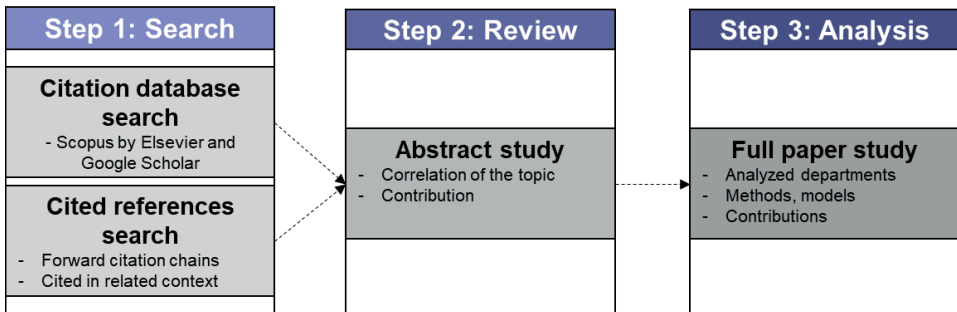 Step 1: Search
Citation database
search
- Scopus by Elsevier and
Google Scholar
Cited references
search
- Forward citation chains
- Cited in related context
Step 2: Review
Abstract study
- Correlation of the topic
- Contribution
Step 3: Analysis
Full paper study
- Analyzed departments
- Methods, models
- Contributions